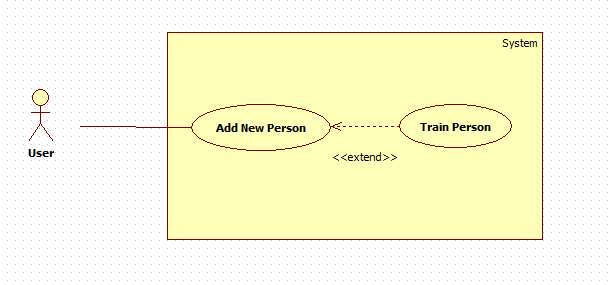 System
Add New Person
Train Person
<<extend>>
User